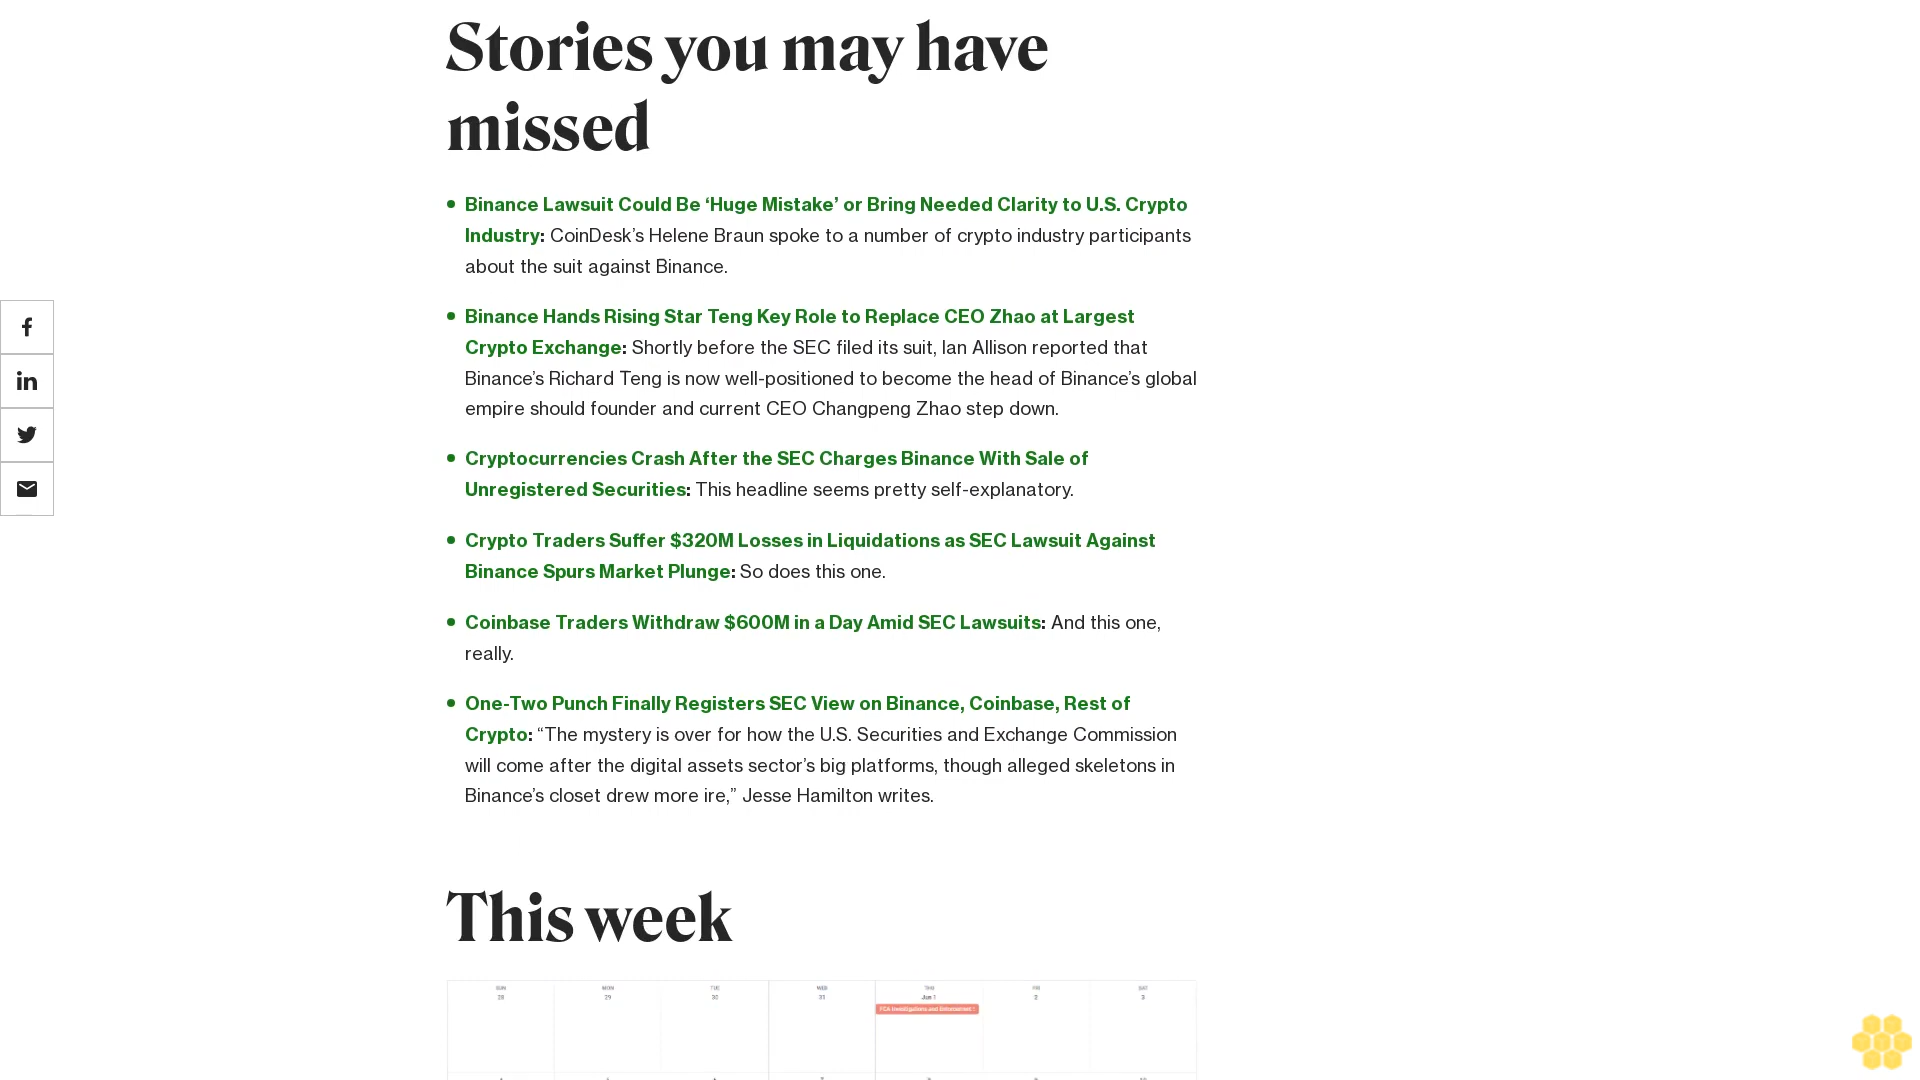 Stories you may have
missed
Binance Lawsuit Could Be ‘Huge Mistake’ or Bring Needed Clarity to U.S. Crypto
Industry: CoinDesk’s Helene Braun spoke to a number of crypto industry participants
about the suit against Binance.
Binance Hands Rising Star Teng Key Role to Replace CEO Zhao at Largest
Crypto Exchange: Shortly before the SEC filed its suit, Ian Allison reported that
Binance’s Richard Teng is now well-positioned to become the head of Binance’s global
empire should founder and current CEO Changpeng Zhao step down.
Cryptocurrencies Crash After the SEC Charges Binance With Sale of
Unregistered Securities: This headline seems pretty self-explanatory.
Crypto Traders Suffer $320M Losses in Liquidations as SEC Lawsuit Against
Binance Spurs Market Plunge: So does this one.
Coinbase Traders Withdraw $600M in a Day Amid SEC Lawsuits: And this one,
really.
One-Two Punch Finally Registers SEC View on Binance, Coinbase, Rest of
Crypto: “The mystery is over for how the U.S. Securities and Exchange Commission
will come after the digital assets sector’s big platforms, though alleged skeletons in
Binance’s closet drew more ire,” Jesse Hamilton writes.
This week
SUN MON TUE WED THU FRI SAT
28 29 30 31 Jun 1 2 3
FCA Investigations and Enforcement